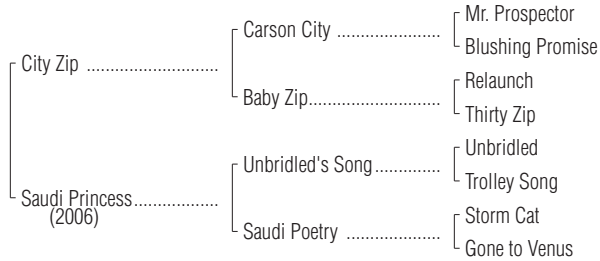 Mr. Prospector
Carson City ......................
Blushing Promise
City Zip ............................
Relaunch
Baby Zip............................
Thirty Zip
Unbridled
Unbridled's Song..............
Trolley Song
Saudi Princess..................
(2006)
Storm Cat
Saudi Poetry ....................
Gone to Venus